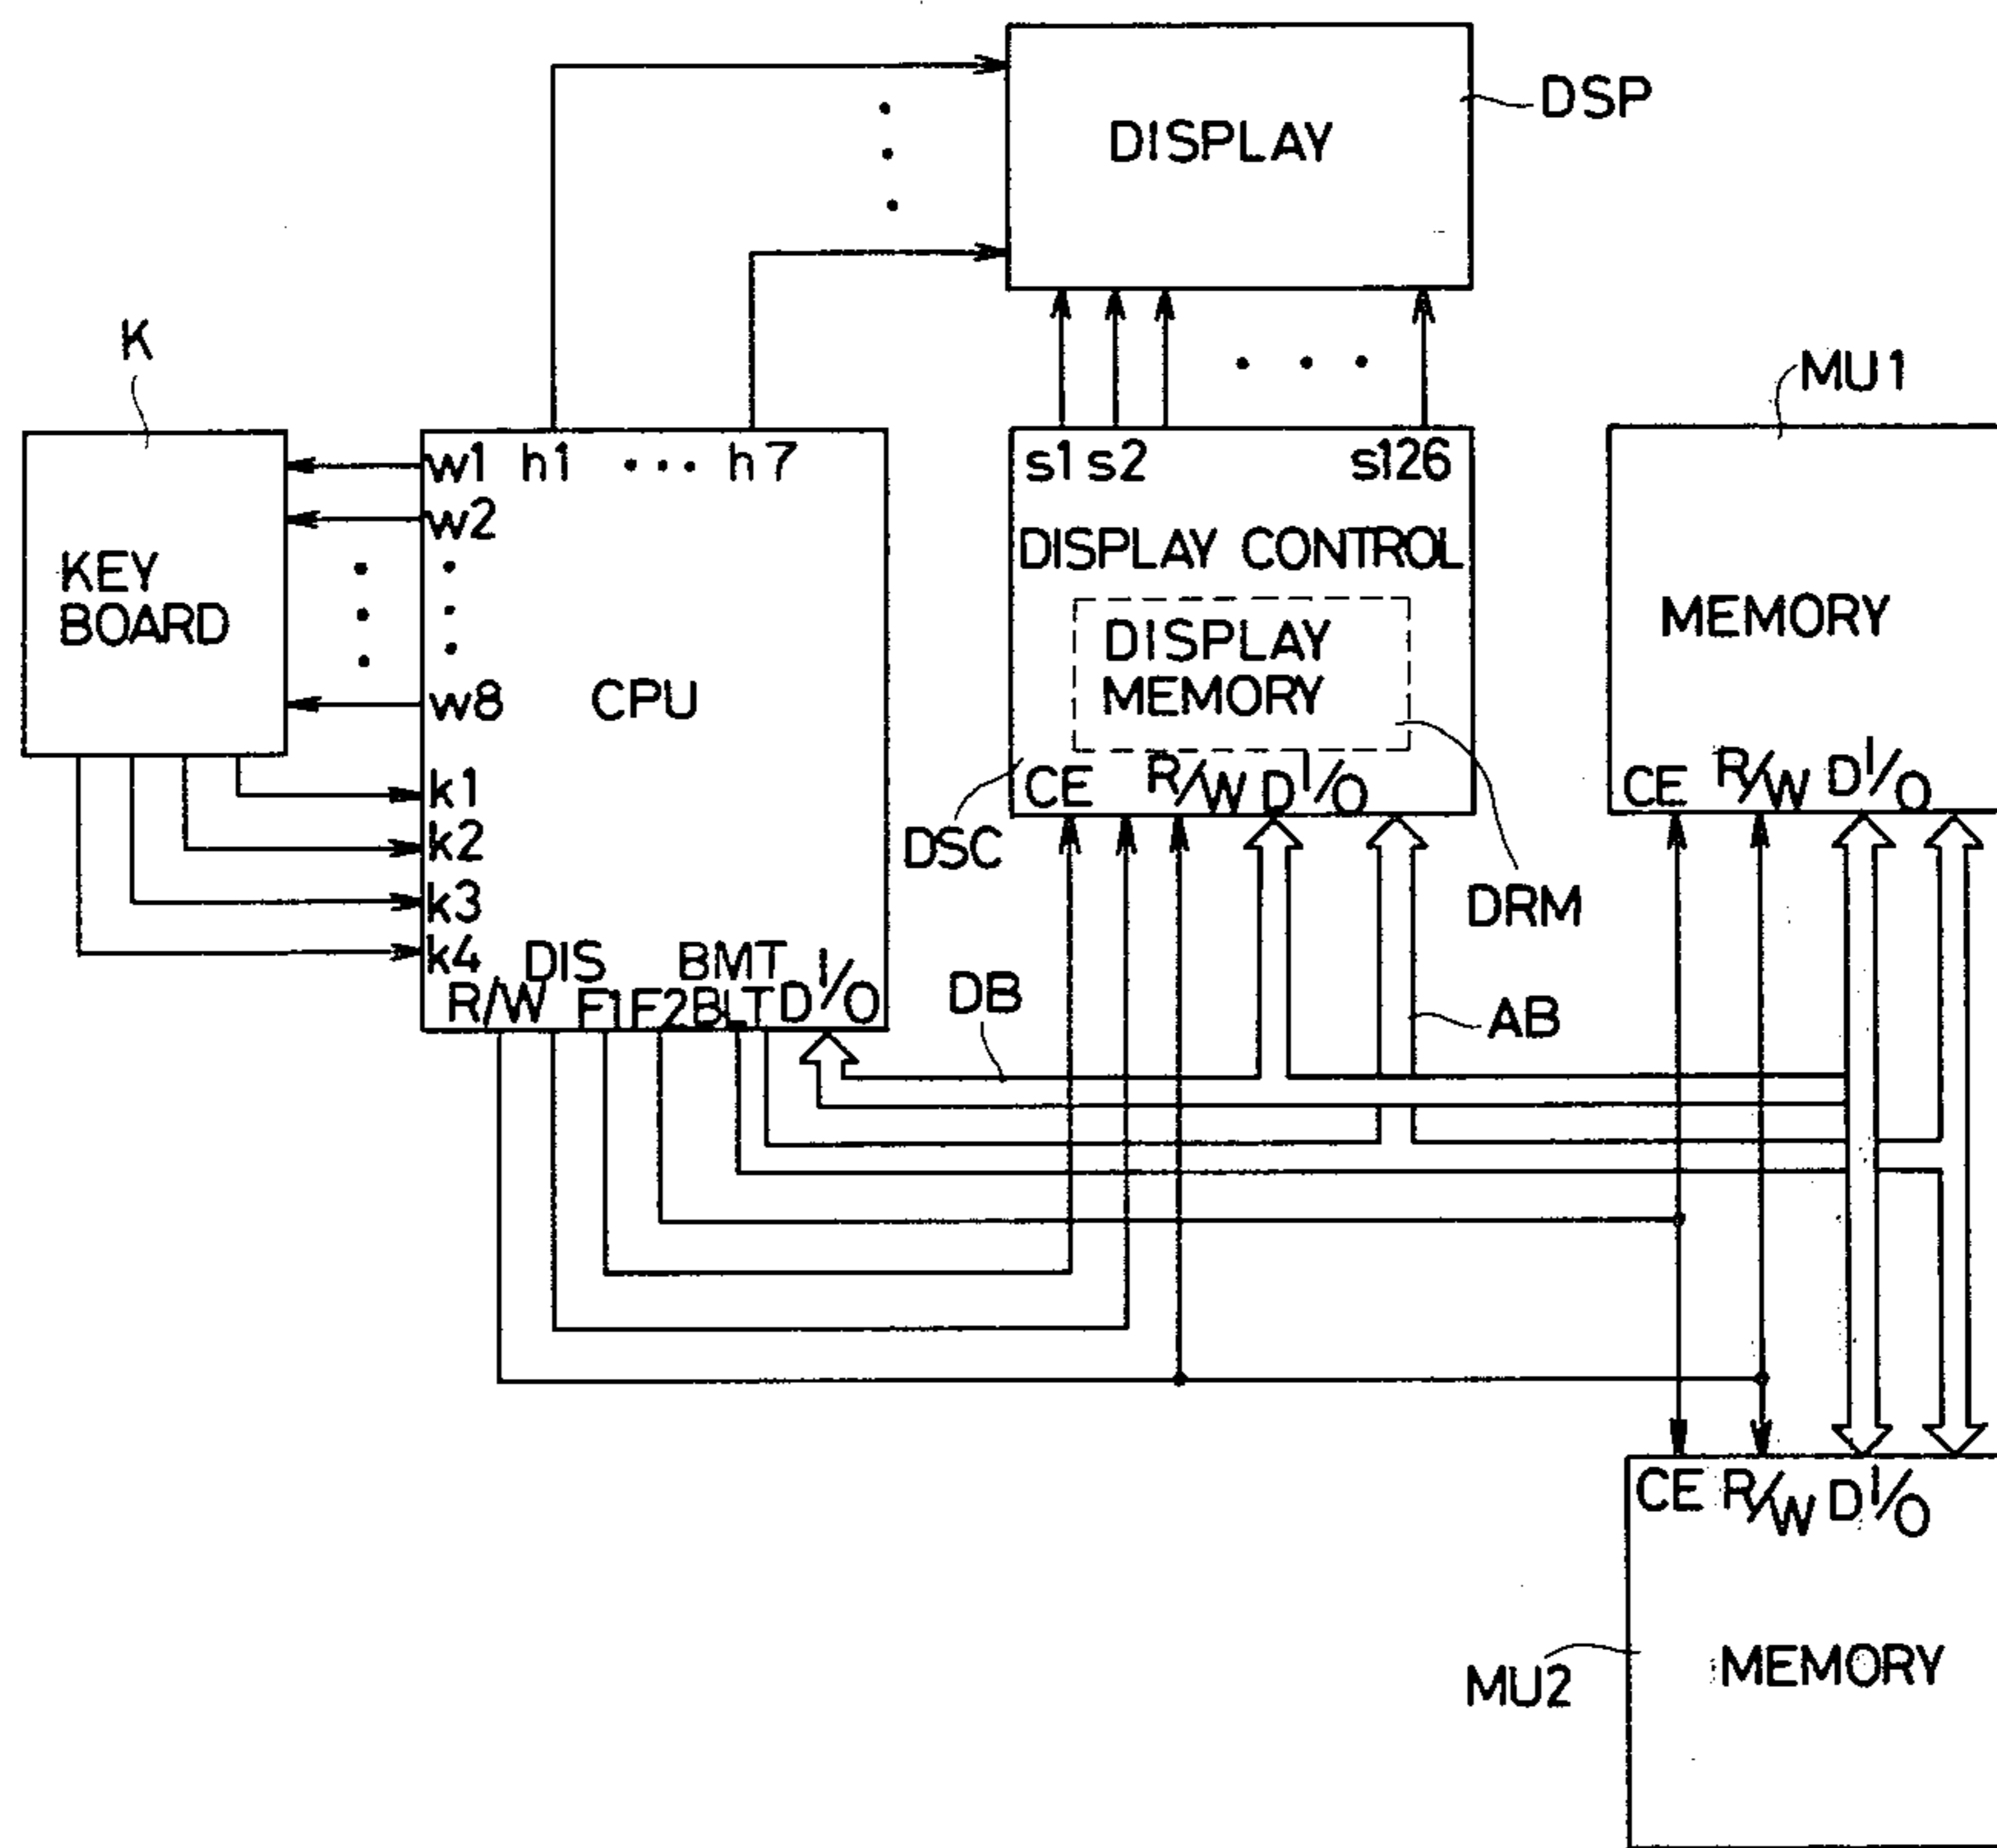 DISPLAY
DSP
K
MU1
KEY
BOARD
w1 h1 ... h7
w2
w8
CPU
k1
k2
k3
k4
DIS BMT
R/W F1 F2 BLT D I/O
s1 s2 s126
DISPLAY CONTROL
DISPLAY
MEMORY
CE R/W D I/O
DSC
DRM
MEMORY
CE R/W D I/O
DB
AB
CE R/W D I/O
MU2
MEMORY